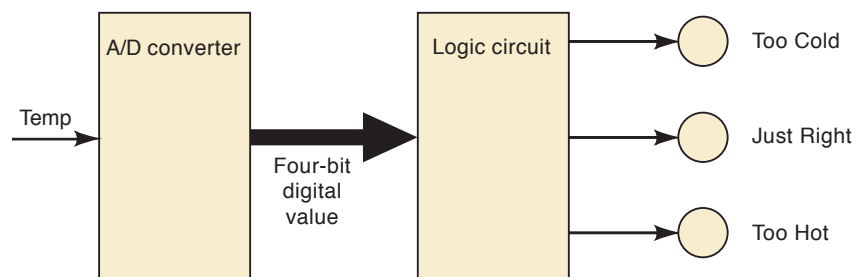 A/D converter
Logic circuit
Too Cold
Temp
Just Right
Four-bit
digital
value
Too Hot